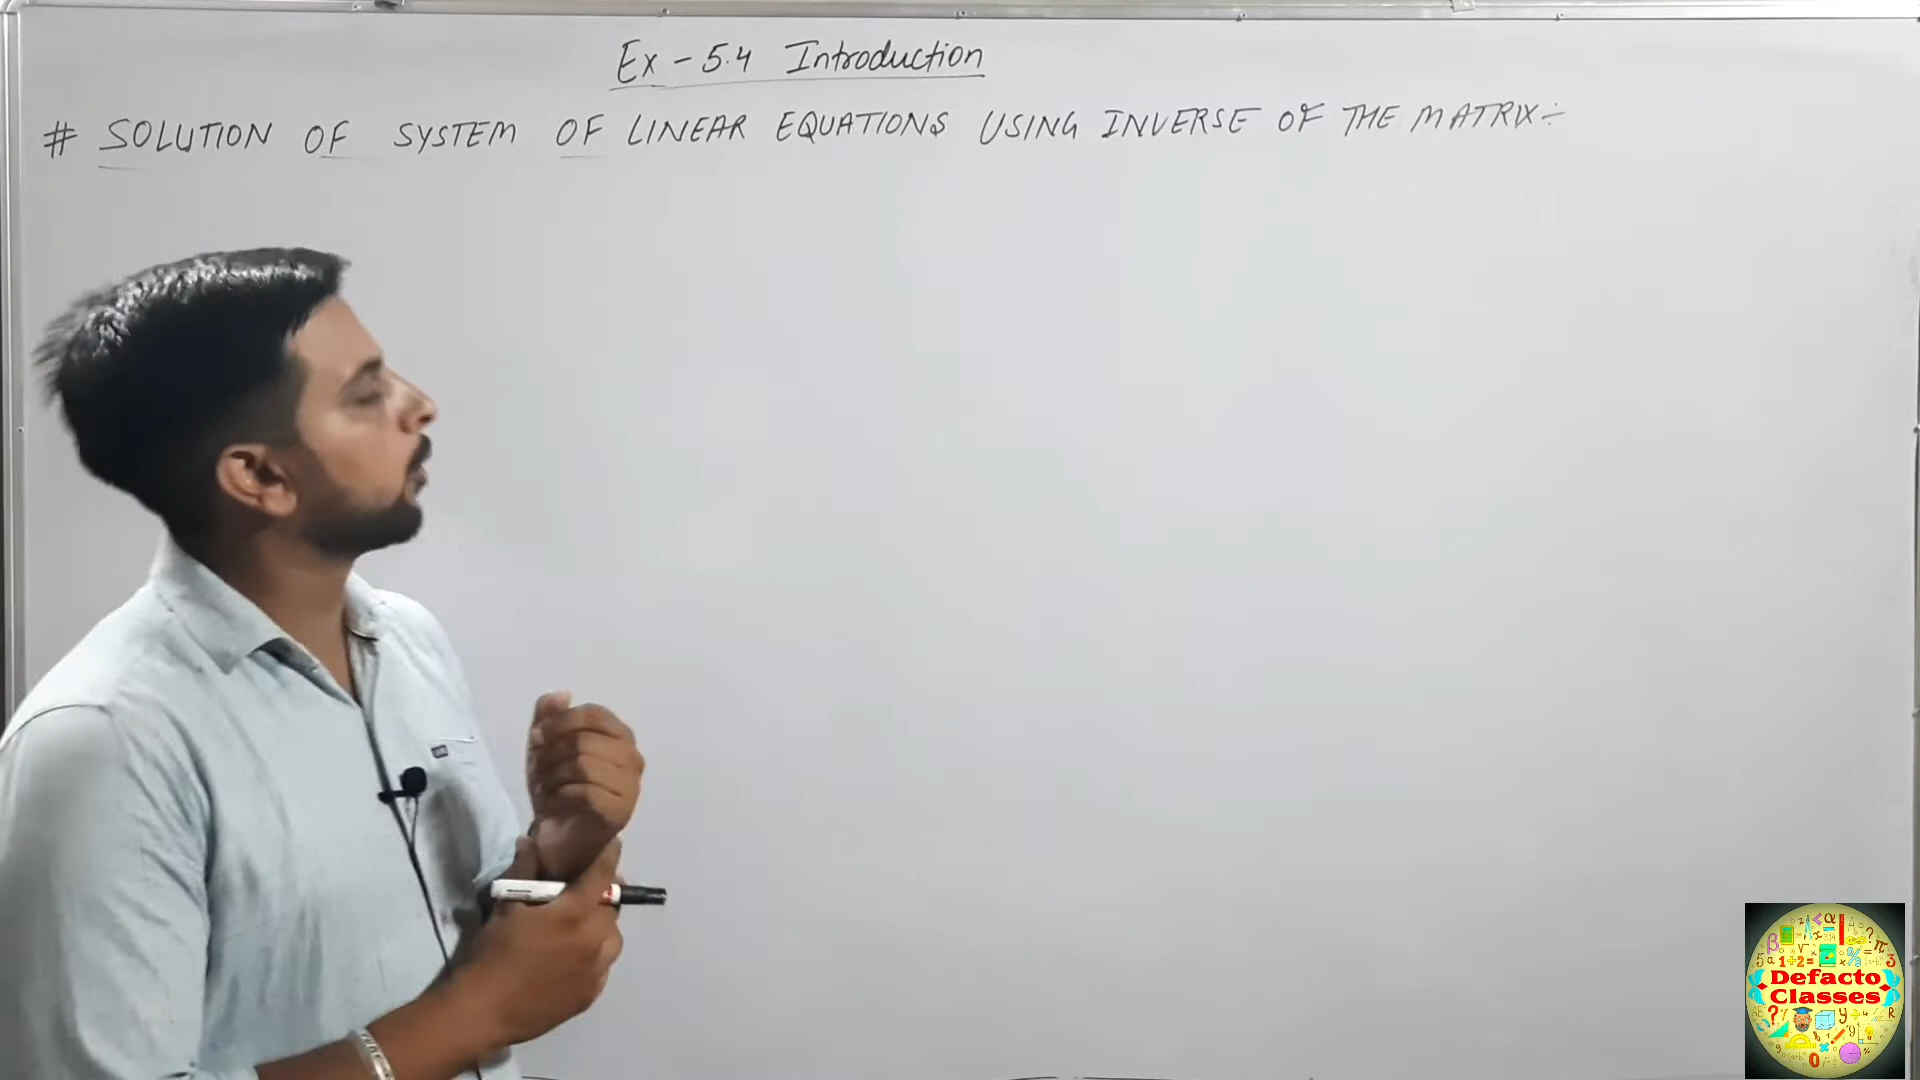 Ex - 5.4 Introduction
# SOLUTION OF SYSTEM OF LINEAR EQUATIONS USING INVERSE OF THE MATRIX÷
Defacto
Classes